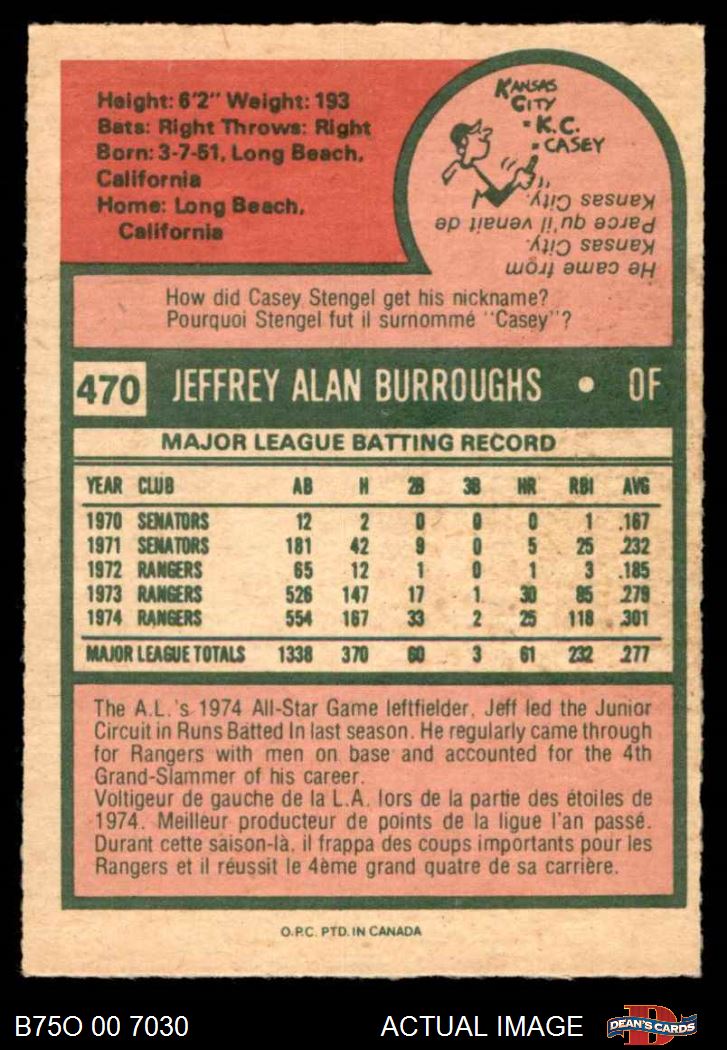 Height: 6'2" Weight: 193
Bats: Right Throws: Right
Born: 3-7-51, Long Beach,
California
Home: Long Beach,
California
KANSAS
CITY
= K.C.
= CASEY
He came from
Kansas City.
Parce qu'il venait de
Kansas City.
How did Casey Stengel get his nickname?
Pourquoi Stengel fut il surnommé "Casey"?
470 JEFFREY ALAN BURROUGHS • OF
MAJOR LEAGUE BATTING RECORD
YEAR CLUB AB H 2B 3B HR RBI AVG
1970 SENATORS 12 2 0 0 0 1 .167
1971 SENATORS 181 42 9 0 5 25 .232
1972 RANGERS 65 12 1 0 1 3 .185
1973 RANGERS 526 147 17 1 30 85 .279
1974 RANGERS 554 167 33 2 25 118 .301
MAJOR LEAGUE TOTALS 1338 370 60 3 61 232 .277
The A.L.'s 1974 All-Star Game leftfielder, Jeff led the Junior
Circuit in Runs Batted In last season. He regularly came through
for Rangers with men on base and accounted for the 4th
Grand-Slammer of his career.
Voltigeur de gauche de la L.A. lors de la partie des étoiles de
1974. Meilleur producteur de points de la ligue l'an passé.
Durant cette saison-là, il frappa des coups importants pour les
Rangers et il réussit le 4ème grand quatre de sa carrière.
O.P.C. PTD. IN CANADA
B75O 00 7030 ACTUAL IMAGE DEAN'S CARDS